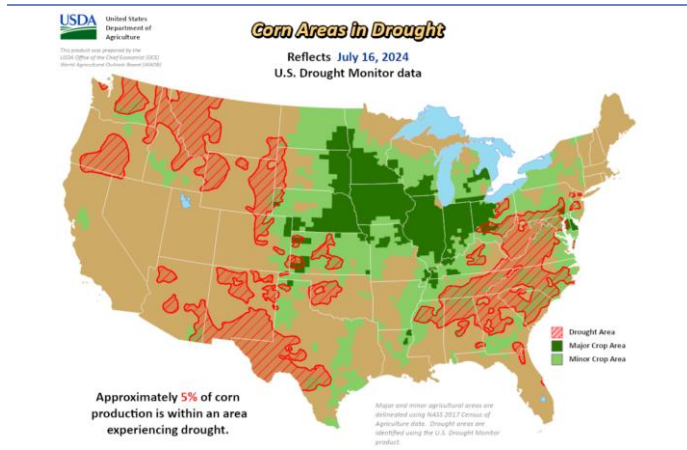 USDA
United States
Department of
Agriculture
This product was prepared by the
USDA Office of the Chief Economist (OCE)
World Agricultural Outlook Board (WAOB)
Corn Areas in Drought
Reflects July 16, 2024
U.S. Drought Monitor data
Drought Area
Major Crop Area
Minor Crop Area
Approximately 5% of corn
production is within an area
experiencing drought.
Major and minor agricultural areas are
delineated using NASS 2017 Census of
Agriculture data. Drought areas are
identified using the U.S. Drought Monitor
product.